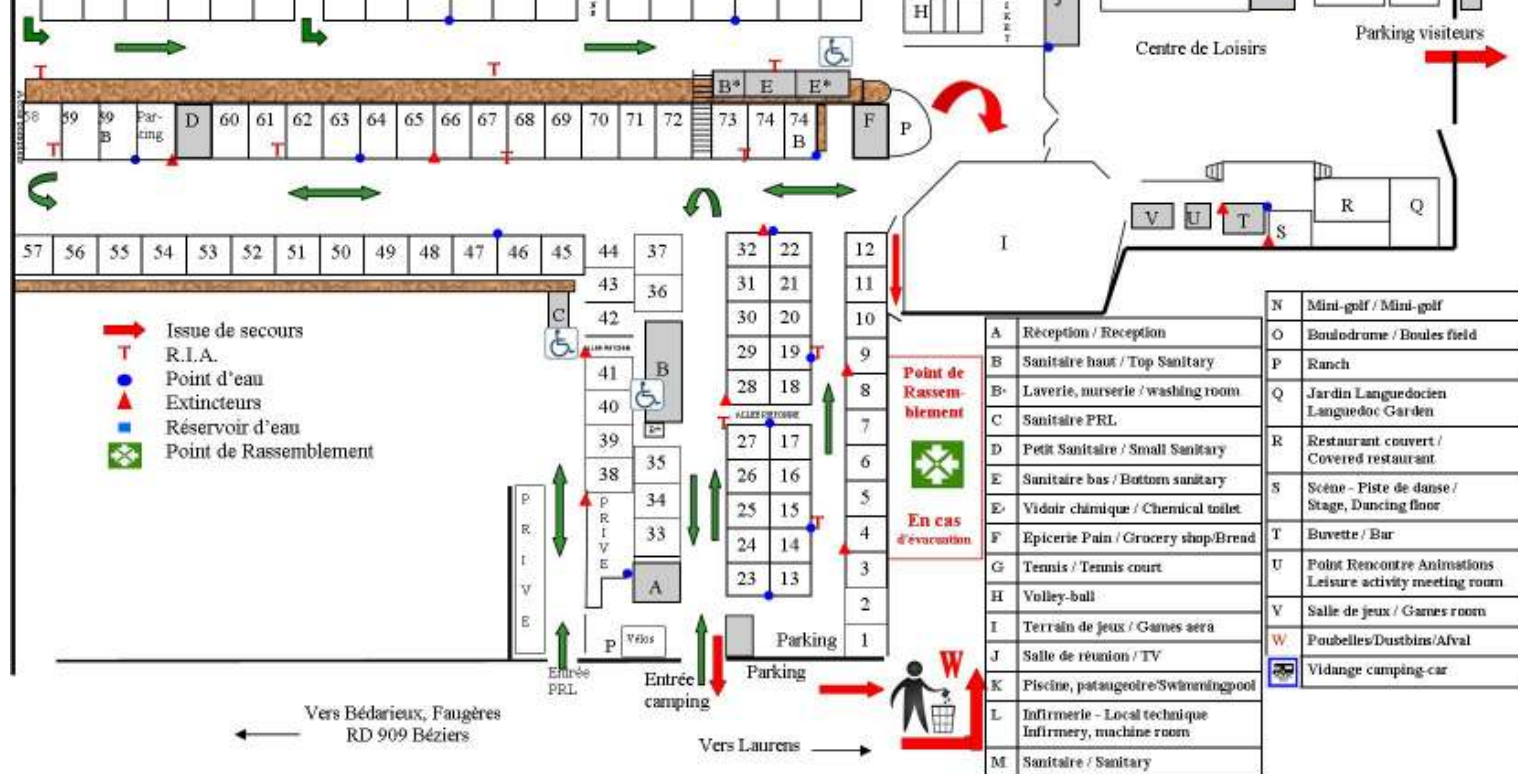 H
J
Centre de Loisirs
Parking visiteurs
B* E E*
58 59 59 B Par-king D 60 61 62 63 64 65 66 67 68 69 70 71 72 73 74 74 B F P
57 56 55 54 53 52 51 50 49 48 47 46 45 44 37 32 22 12
I
V U T S R Q
43 36 31 21 11
C 42 30 20 10
B 29 19 9
41 28 18 8
40 7
39 27 17 6
38 35 26 16 5
34 25 15 4
33 24 14 3
A 23 13 2
1
PRIVE
PRIVE
P Vélos
Parking
Parking
Issue de secours
R.I.A.
Point d'eau
Extincteurs
Réservoir d'eau
Point de Rassemblement
Point de
Rassem-
blement
En cas
d'évacuation
Entrée
PRL
Entrée
camping
W
Vers Bédarieux, Faugères
RD 909 Béziers
Vers Laurens
A Réception / Reception
B Sanitaire haut / Top Sanitary
B* Laverie, nurserie / washing room
C Sanitaire PRL
D Petit Sanitaire / Small Sanitary
E Sanitaire bas / Bottom sanitary
E* Vidoir chimique / Chemical toilet
F Epicerie Pain / Grocery shop/Bread
G Tennis / Tennis court
H Volley-ball
I Terrain de jeux / Games aera
J Salle de réunion / TV
K Piscine, pataugeoire/Swimmingpool
L Infirmerie - Local technique
Infirmery, machine room
M Sanitaire / Sanitary
N Mini-golf / Mini-golf
O Boulodrome / Boules field
P Ranch
Q Jardin Languedocien
Languedoc Garden
R Restaurant couvert /
Covered restaurant
S Scène - Piste de danse /
Stage, Dancing floor
T Buvette / Bar
U Point Rencontre Animations
Leisure activity meeting room
V Salle de jeux / Games room
W Poubelles/Dustbins/Afval
Vidange camping-car